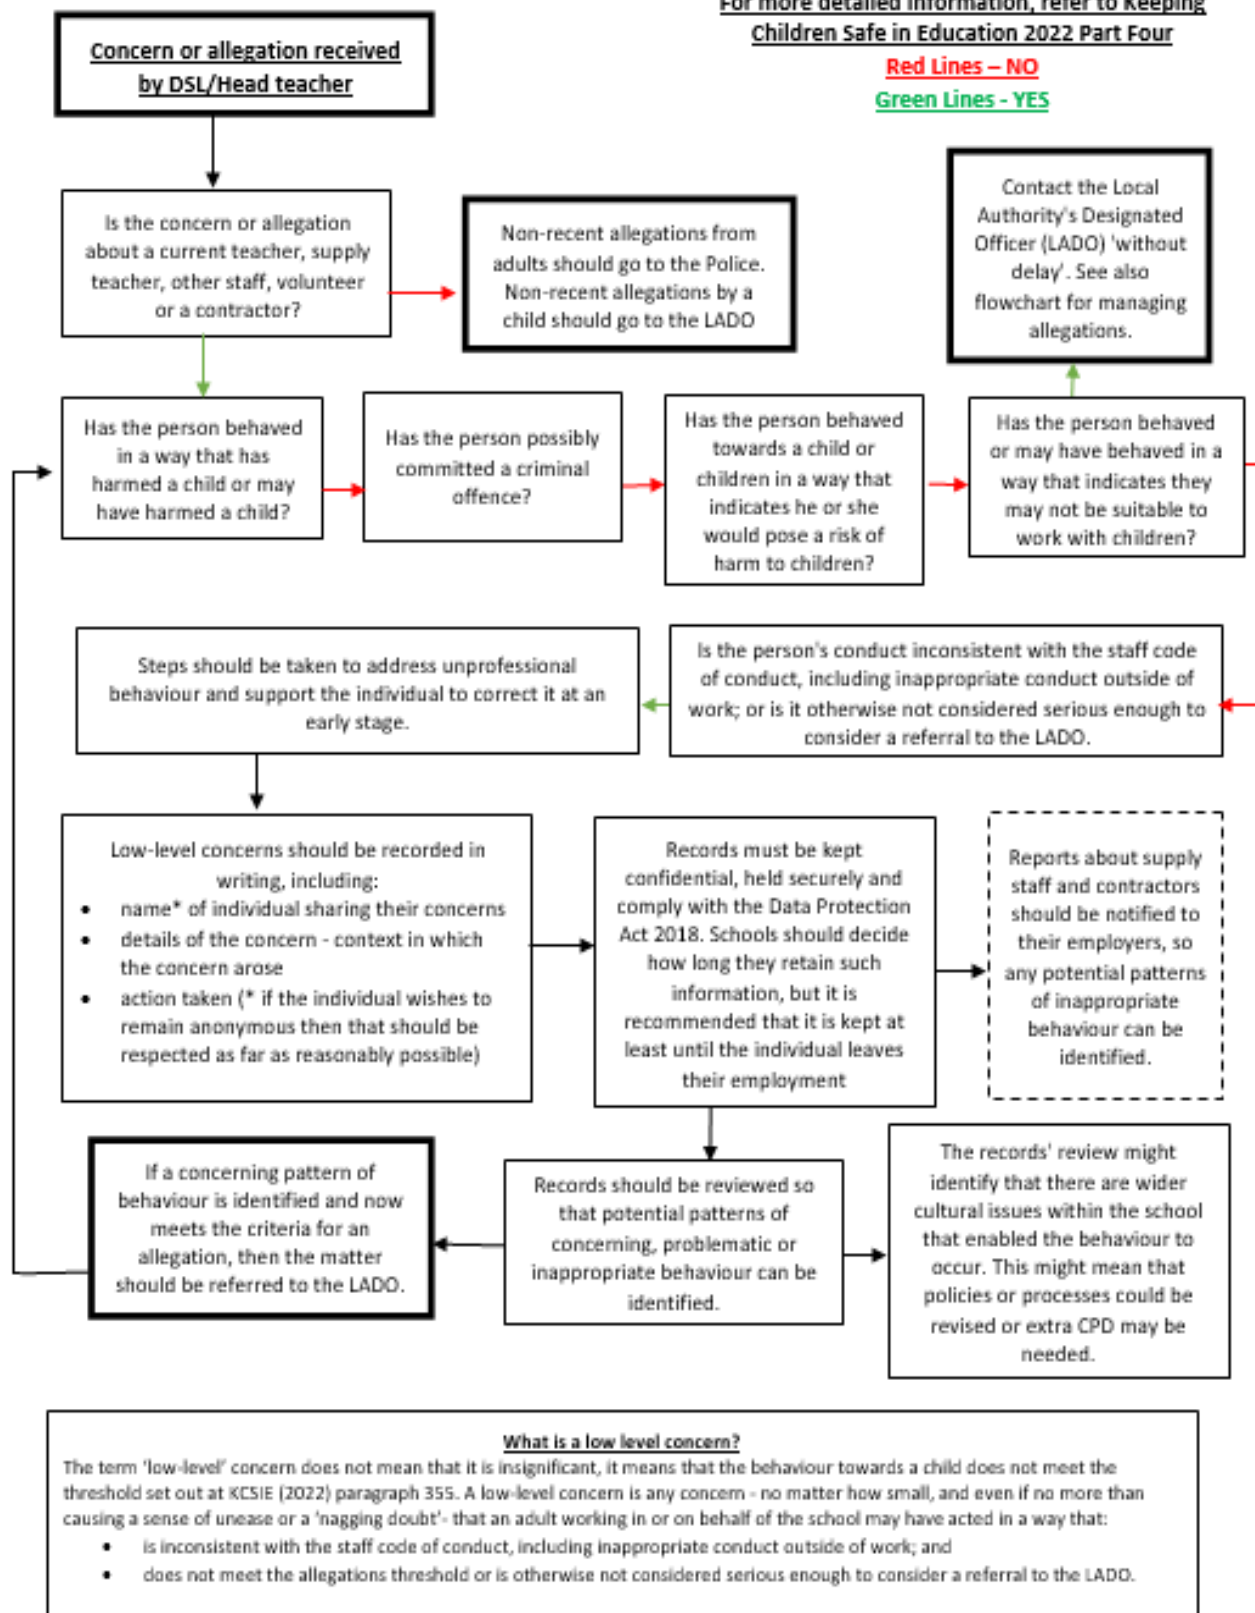 For more detailed information, refer to Keeping
Children Safe in Education 2022 Part Four
Red Lines – NO
Green Lines - YES
Concern or allegation received
by DSL/Head teacher
Is the concern or allegation
about a current teacher, supply
teacher, other staff, volunteer
or a contractor?
Non-recent allegations from
adults should go to the Police.
Non-recent allegations by a
child should go to the LADO
Contact the Local
Authority's Designated
Officer (LADO) 'without
delay'. See also
flowchart for managing
allegations.
Has the person behaved
in a way that has
harmed a child or may
have harmed a child?
Has the person possibly
committed a criminal
offence?
Has the person behaved
towards a child or
children in a way that
indicates he or she
would pose a risk of
harm to children?
Has the person behaved
or may have behaved in a
way that indicates they
may not be suitable to
work with children?
Is the person's conduct inconsistent with the staff code
of conduct, including inappropriate conduct outside of
work; or is it otherwise not considered serious enough to
consider a referral to the LADO.
Steps should be taken to address unprofessional
behaviour and support the individual to correct it at an
early stage.
Low-level concerns should be recorded in
writing, including:
• name* of individual sharing their concerns
• details of the concern - context in which
the concern arose
• action taken (* if the individual wishes to
remain anonymous then that should be
respected as far as reasonably possible)
Records must be kept
confidential, held securely and
comply with the Data Protection
Act 2018. Schools should decide
how long they retain such
information, but it is
recommended that it is kept at
least until the individual leaves
their employment
Reports about supply
staff and contractors
should be notified to
their employers, so
any potential patterns
of inappropriate
behaviour can be
identified.
If a concerning pattern of
behaviour is identified and now
meets the criteria for an
allegation, then the matter
should be referred to the LADO.
Records should be reviewed so
that potential patterns of
concerning, problematic or
inappropriate behaviour can be
identified.
The records' review might
identify that there are wider
cultural issues within the school
that enabled the behaviour to
occur. This might mean that
policies or processes could be
revised or extra CPD may be
needed.
What is a low level concern?
The term 'low-level' concern does not mean that it is insignificant, it means that the behaviour towards a child does not meet the
threshold set out at KCSIE (2022) paragraph 355. A low-level concern is any concern - no matter how small, and even if no more than
causing a sense of unease or a 'nagging doubt'- that an adult working in or on behalf of the school may have acted in a way that:
• is inconsistent with the staff code of conduct, including inappropriate conduct outside of work; and
• does not meet the allegations threshold or is otherwise not considered serious enough to consider a referral to the LADO.